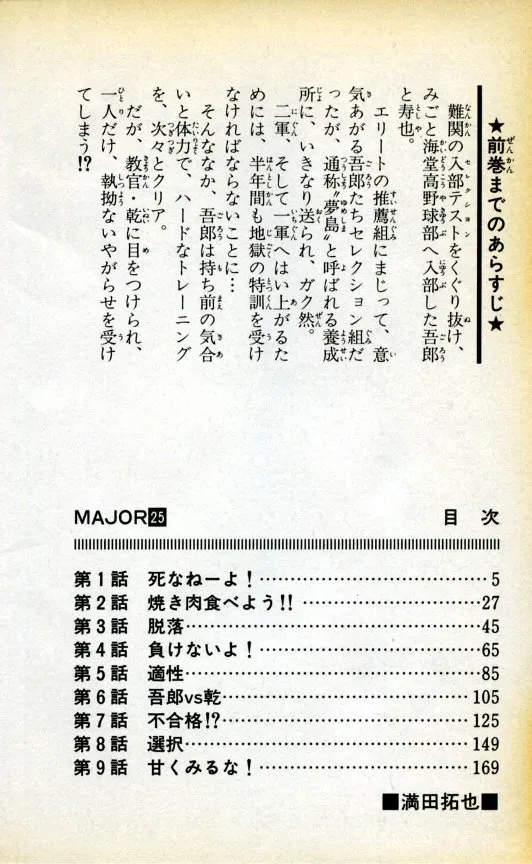 ★前巻までのあらすじ★
難関の入部テストをくぐり抜け、
みごと海堂高野球部へ入部した吾郎
と寿也。
エリートの推薦組にまじって、意
気あがる吾郎たちセレクション組だ
ったが、通称〝夢島〟と呼ばれる養成
所に、いきなり送られ、ガク然。
二軍、そして一軍へはい上がるた
めには、半年間も地獄の特訓を受け
なければならないことに…
そんななか、吾郎は持ち前の気合
いと体力で、ハードなトレーニング
を、次々とクリア。
だが、教官・乾に目をつけられ、
一人だけ、執拗ないやがらせを受け
てしまう!?
MAJOR25 目次
第1話 死なねーよ!……5
第2話 焼き肉食べよう!!……27
第3話 脱落……45
第4話 負けないよ!……65
第5話 適性……85
第6話 吾郎vs乾……105
第7話 不合格!?……125
第8話 選択……149
第9話 甘くみるな!……169
■満田拓也■